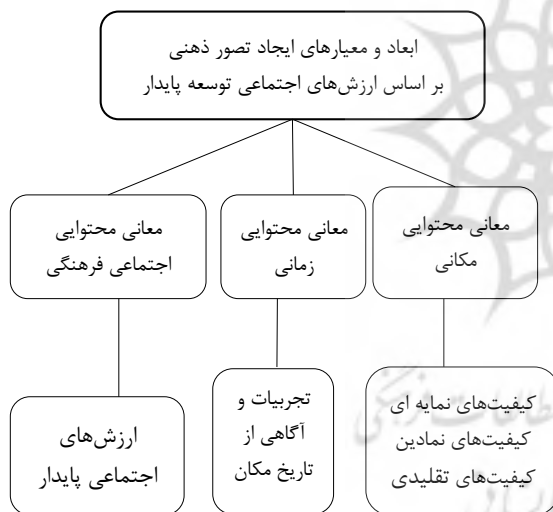 ابعاد و معیارهای ایجاد تصور ذهنی
بر اساس ارزش‌های اجتماعی توسعه پایدار
معانی محتوایی
مکانی
معانی محتوایی
زمانی
معانی محتوایی
اجتماعی فرهنگی
کیفیت‌های نمایه ای
کیفیت‌های نمادین
کیفیت‌های تقلیدی
تجربیات و
آگاهی از
تاریخ مکان
ارزش‌های
اجتماعی پایدار